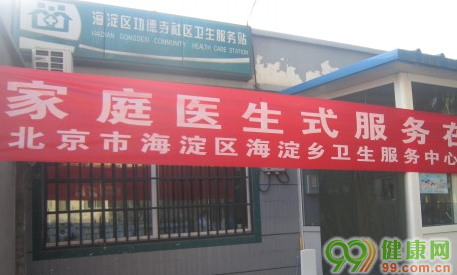 海淀区功德寺社区卫生服务站
HAIDIAN GONGDESI COMMUNITY HEALTH CARE STATION
家庭医生式服务在
北京市海淀区海淀乡卫生服务中心
99健康网
99.com.cn